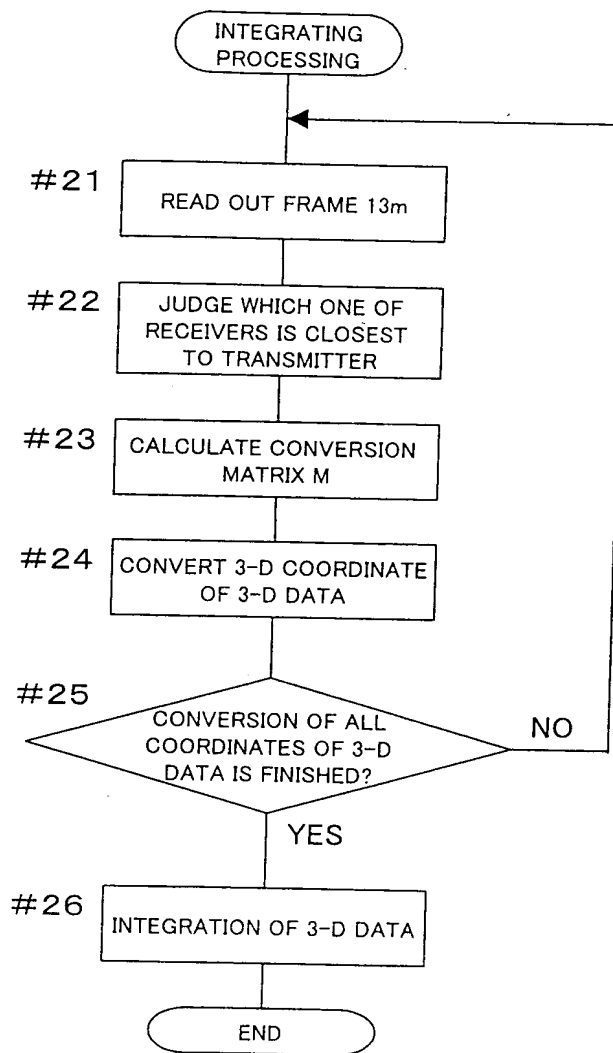 INTEGRATING
PROCESSING
#21
READ OUT FRAME 13m
#22
JUDGE WHICH ONE OF
RECEIVERS IS CLOSEST
TO TRANSMITTER
#23
CALCULATE CONVERSION
MATRIX M
#24
CONVERT 3-D COORDINATE
OF 3-D DATA
#25
CONVERSION OF ALL
COORDINATES OF 3-D
DATA IS FINISHED?
NO
YES
#26
INTEGRATION OF 3-D DATA
END